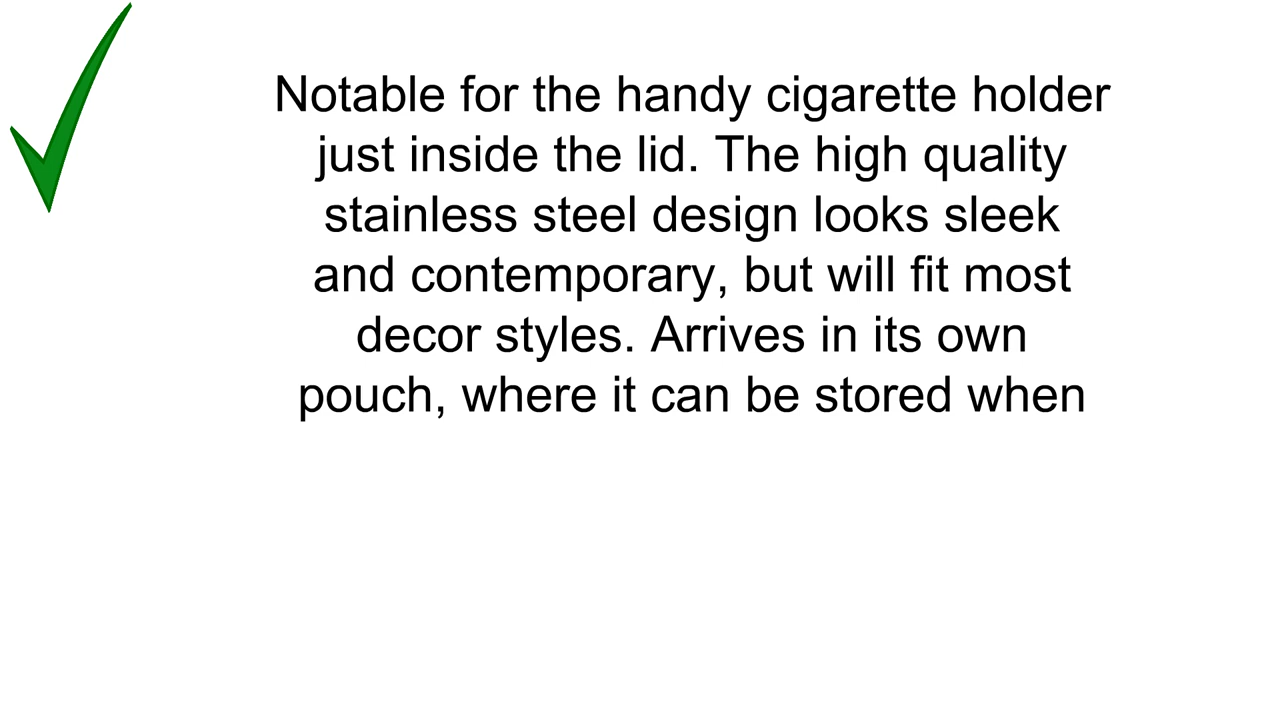 Notable for the handy cigarette holder
just inside the lid. The high quality
stainless steel design looks sleek
and contemporary, but will fit most
decor styles. Arrives in its own
pouch, where it can be stored when